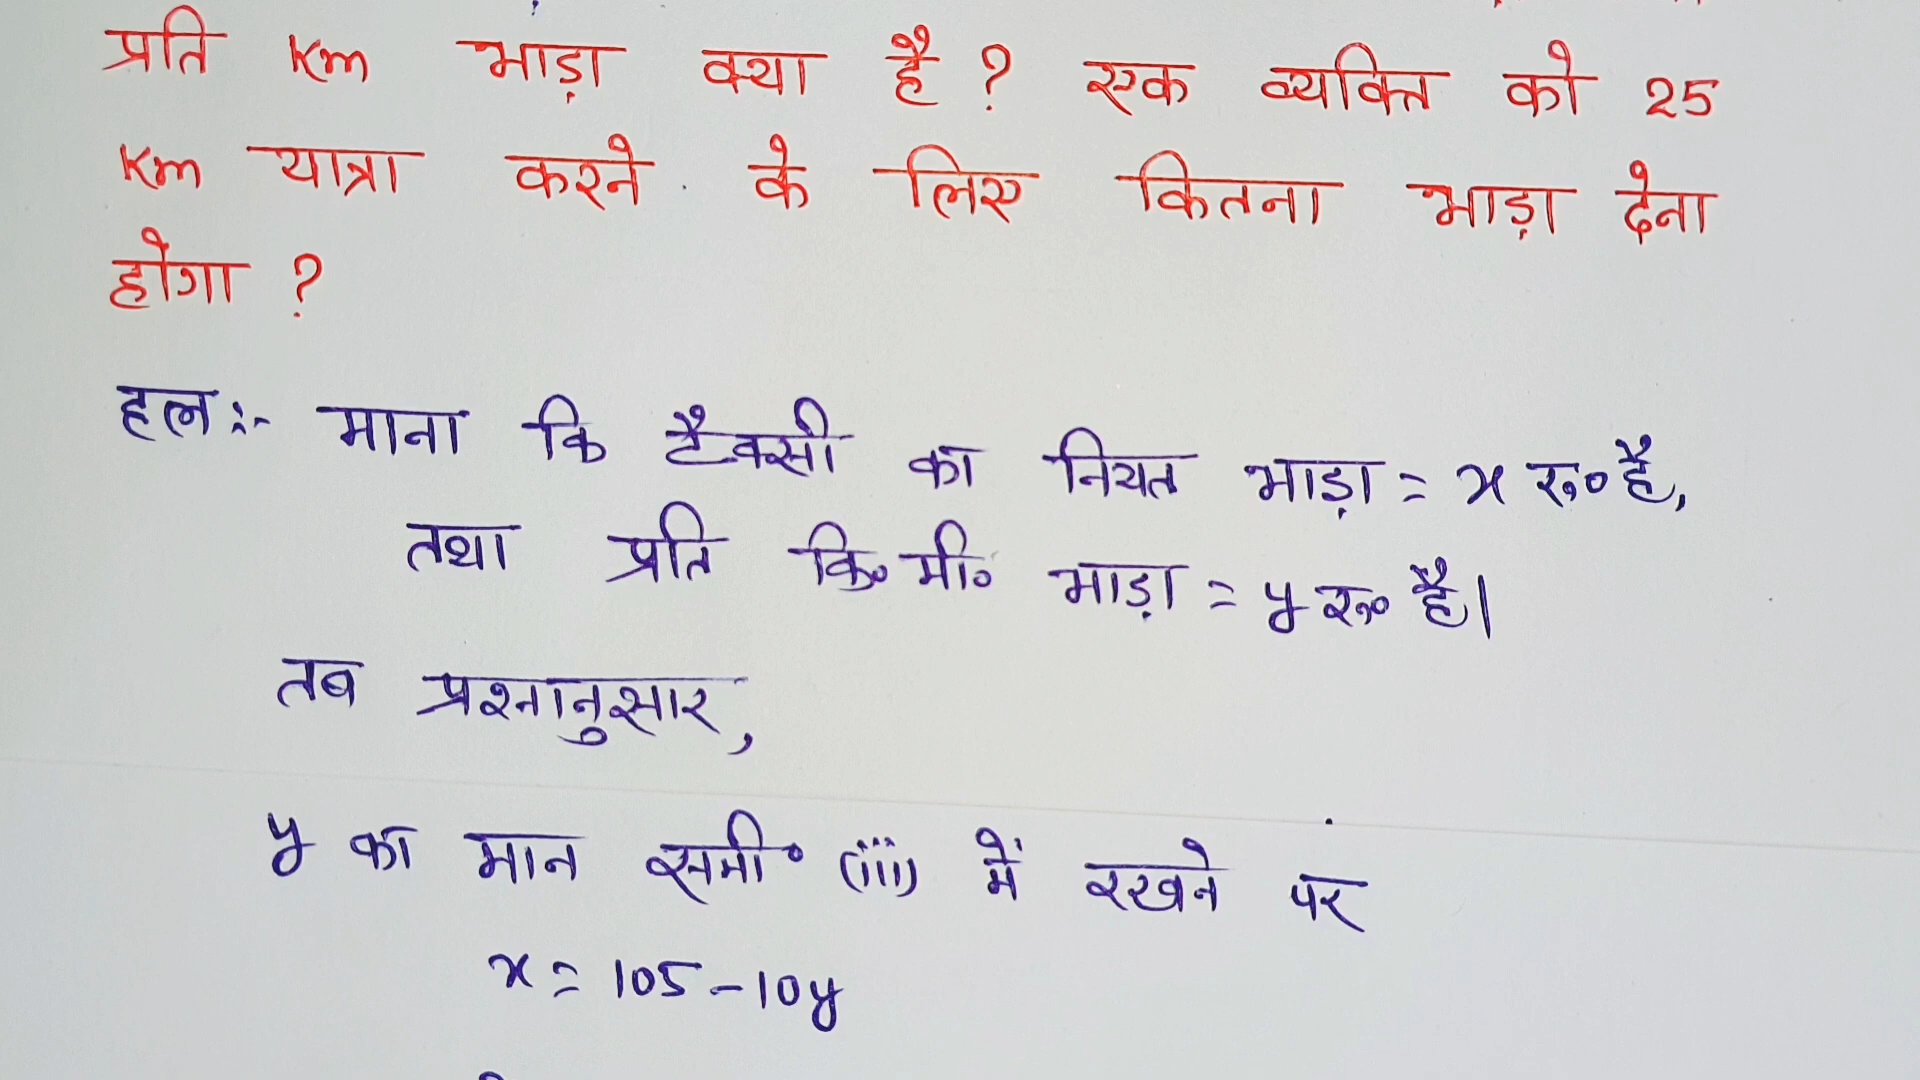 प्रति Km भाड़ा क्या है ? एक व्यक्ति को 25
Km यात्रा करने के लिए कितना भाड़ा देना
होगा ?
हल:- माना कि टैक्सी का नियत भाड़ा = x रु० है,
तथा प्रति कि० मी० भाड़ा = y रु० है।
तब प्रश्नानुसार,
y का मान समी० (iii) में रखने पर
x = 105 - 10y